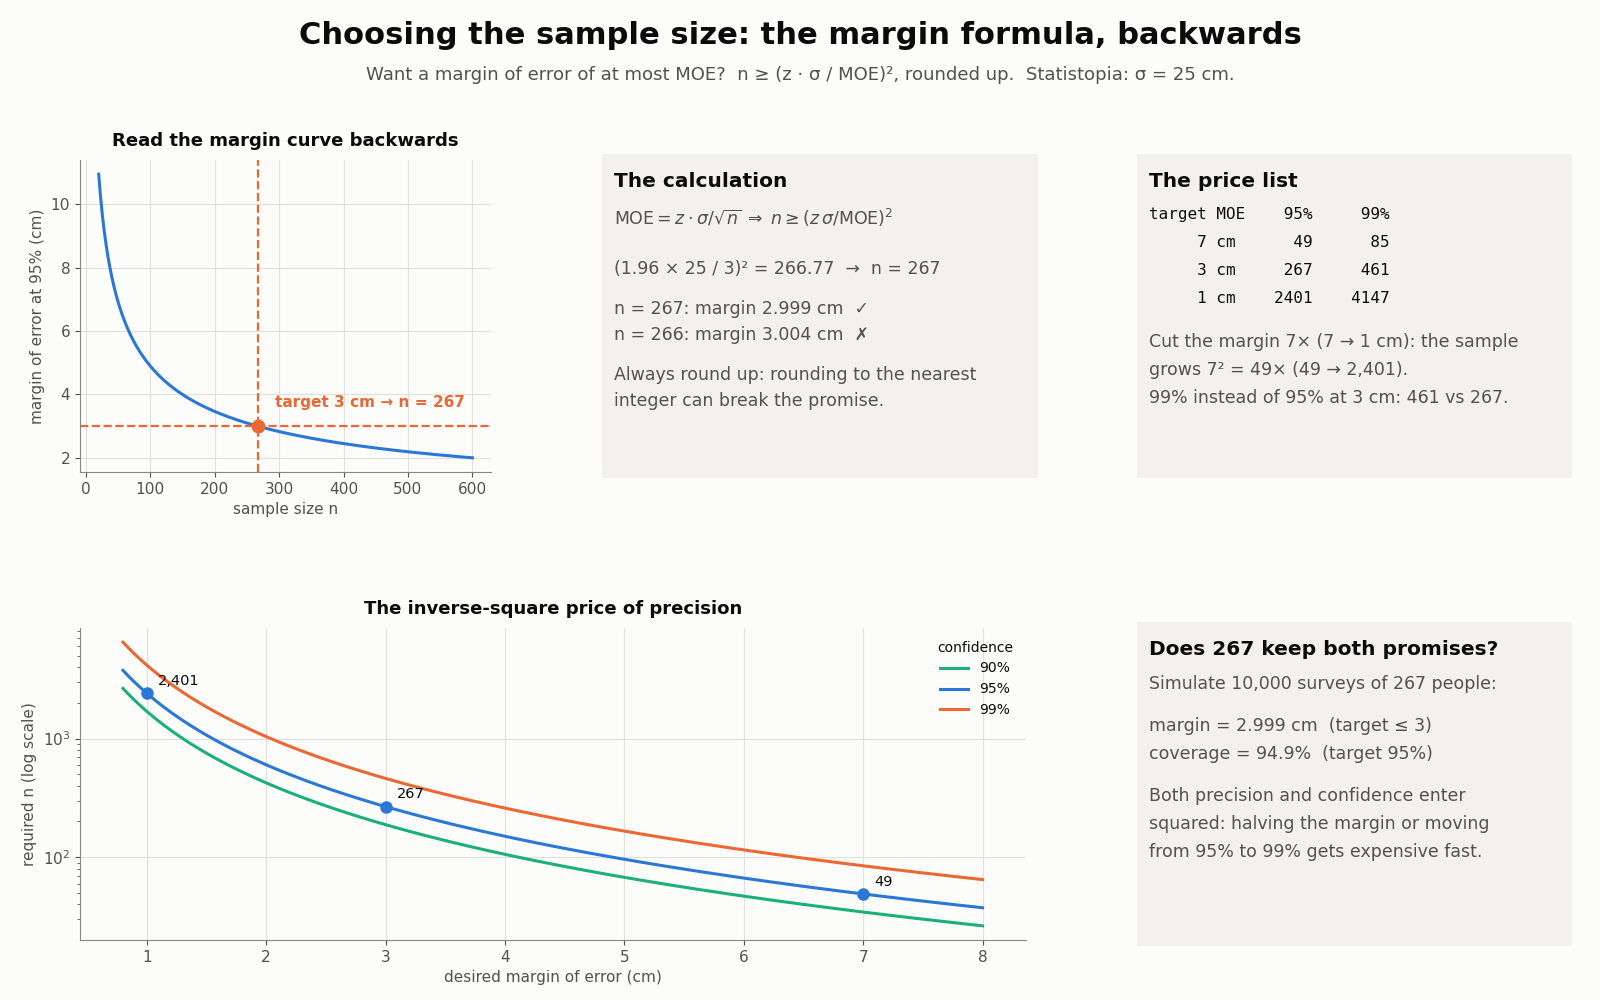 Choosing the sample size: the margin formula, backwards
Want a margin of error of at most MOE?  n ≥ (z · σ / MOE)², rounded up.  Statistopia: σ = 25 cm.
Read the margin curve backwards
margin of error at 95% (cm)
10
8
6
4
2
target 3 cm → n = 267
0 100 200 300 400 500 600
sample size n
The calculation
MOE = z · σ/√n ⇒ n ≥ (z σ/MOE)²
(1.96 × 25 / 3)² = 266.77  →  n = 267
n = 267: margin 2.999 cm  ✓
n = 266: margin 3.004 cm  ✗
Always round up: rounding to the nearest
integer can break the promise.
The price list
target MOE    95%     99%
7 cm      49      85
3 cm     267     461
1 cm    2401    4147
Cut the margin 7× (7 → 1 cm): the sample
grows 7² = 49× (49 → 2,401).
99% instead of 95% at 3 cm: 461 vs 267.
The inverse-square price of precision
required n (log scale)
10³
10²
2,401
267
49
confidence
90%
95%
99%
1 2 3 4 5 6 7 8
desired margin of error (cm)
Does 267 keep both promises?
Simulate 10,000 surveys of 267 people:
margin = 2.999 cm  (target ≤ 3)
coverage = 94.9%  (target 95%)
Both precision and confidence enter
squared: halving the margin or moving
from 95% to 99% gets expensive fast.